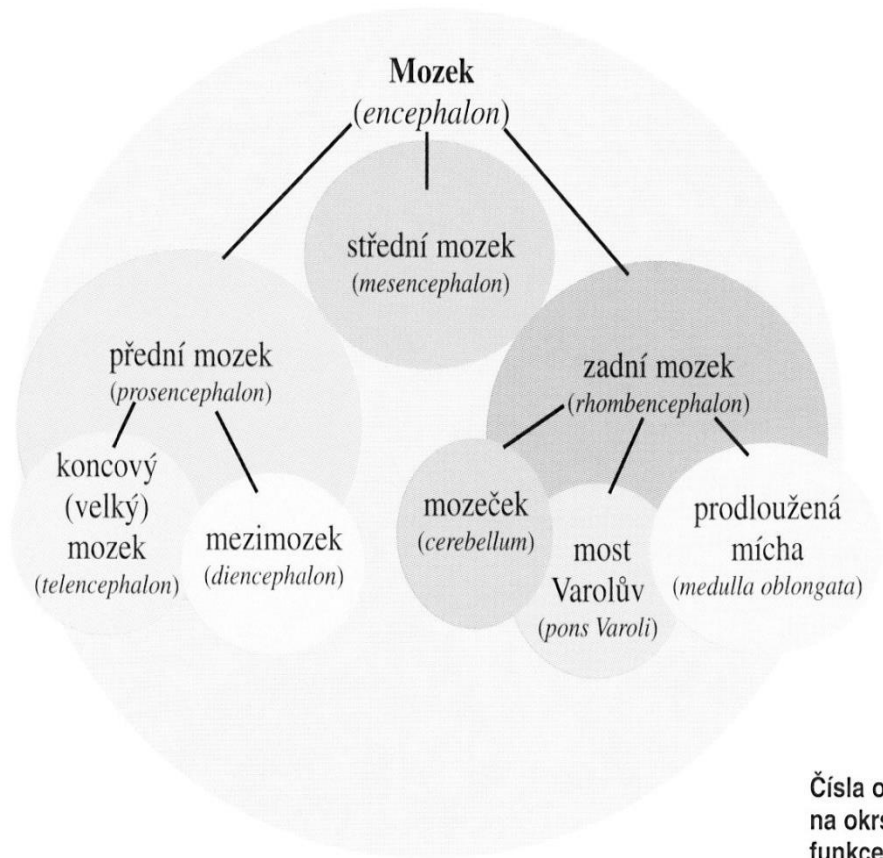 Mozek
(encephalon)
střední mozek
(mesencephalon)
přední mozek
(prosencephalon)
zadní mozek
(rhombencephalon)
koncový
(velký)
mozek
(telencephalon)
mezimozek
(diencephalon)
mozeček
(cerebellum)
most
Varolův
(pons Varoli)
prodloužená
mícha
(medulla oblongata)
Čísla o
na okrs
funkce